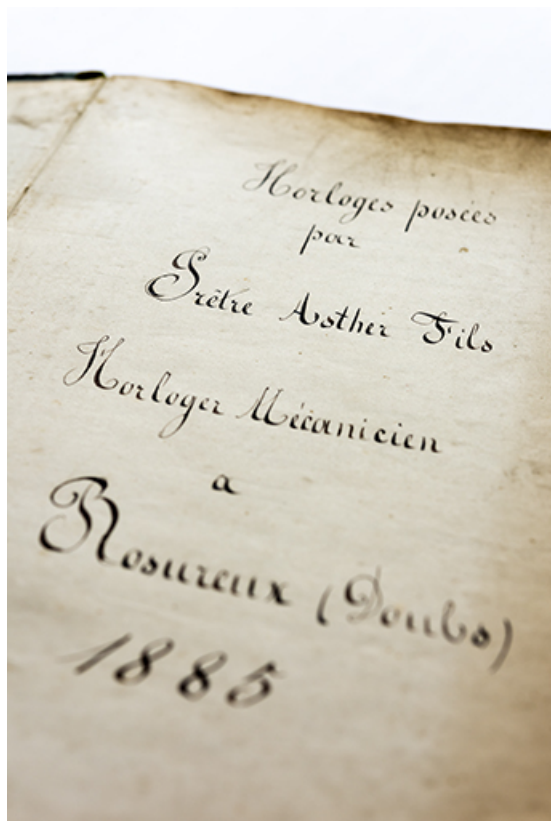 Horloges posées
par
Prêtre Asther Fils
Horloger Mécanicien
a
Rosureux (Doubs)
1885